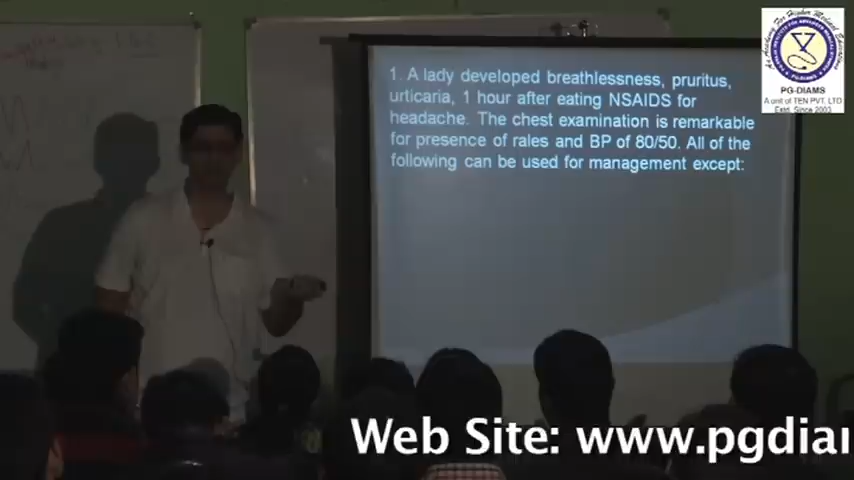 1. A lady developed breathlessness, pruritus,
urticaria, 1 hour after eating NSAIDS for
headache. The chest examination is remarkable
for presence of rales and BP of 80/50. All of the
following can be used for management except:
PG-DIAMS
A unit of TEN PVT. LTD.
Estd. Since 2003
Web Site: www.pgdiam